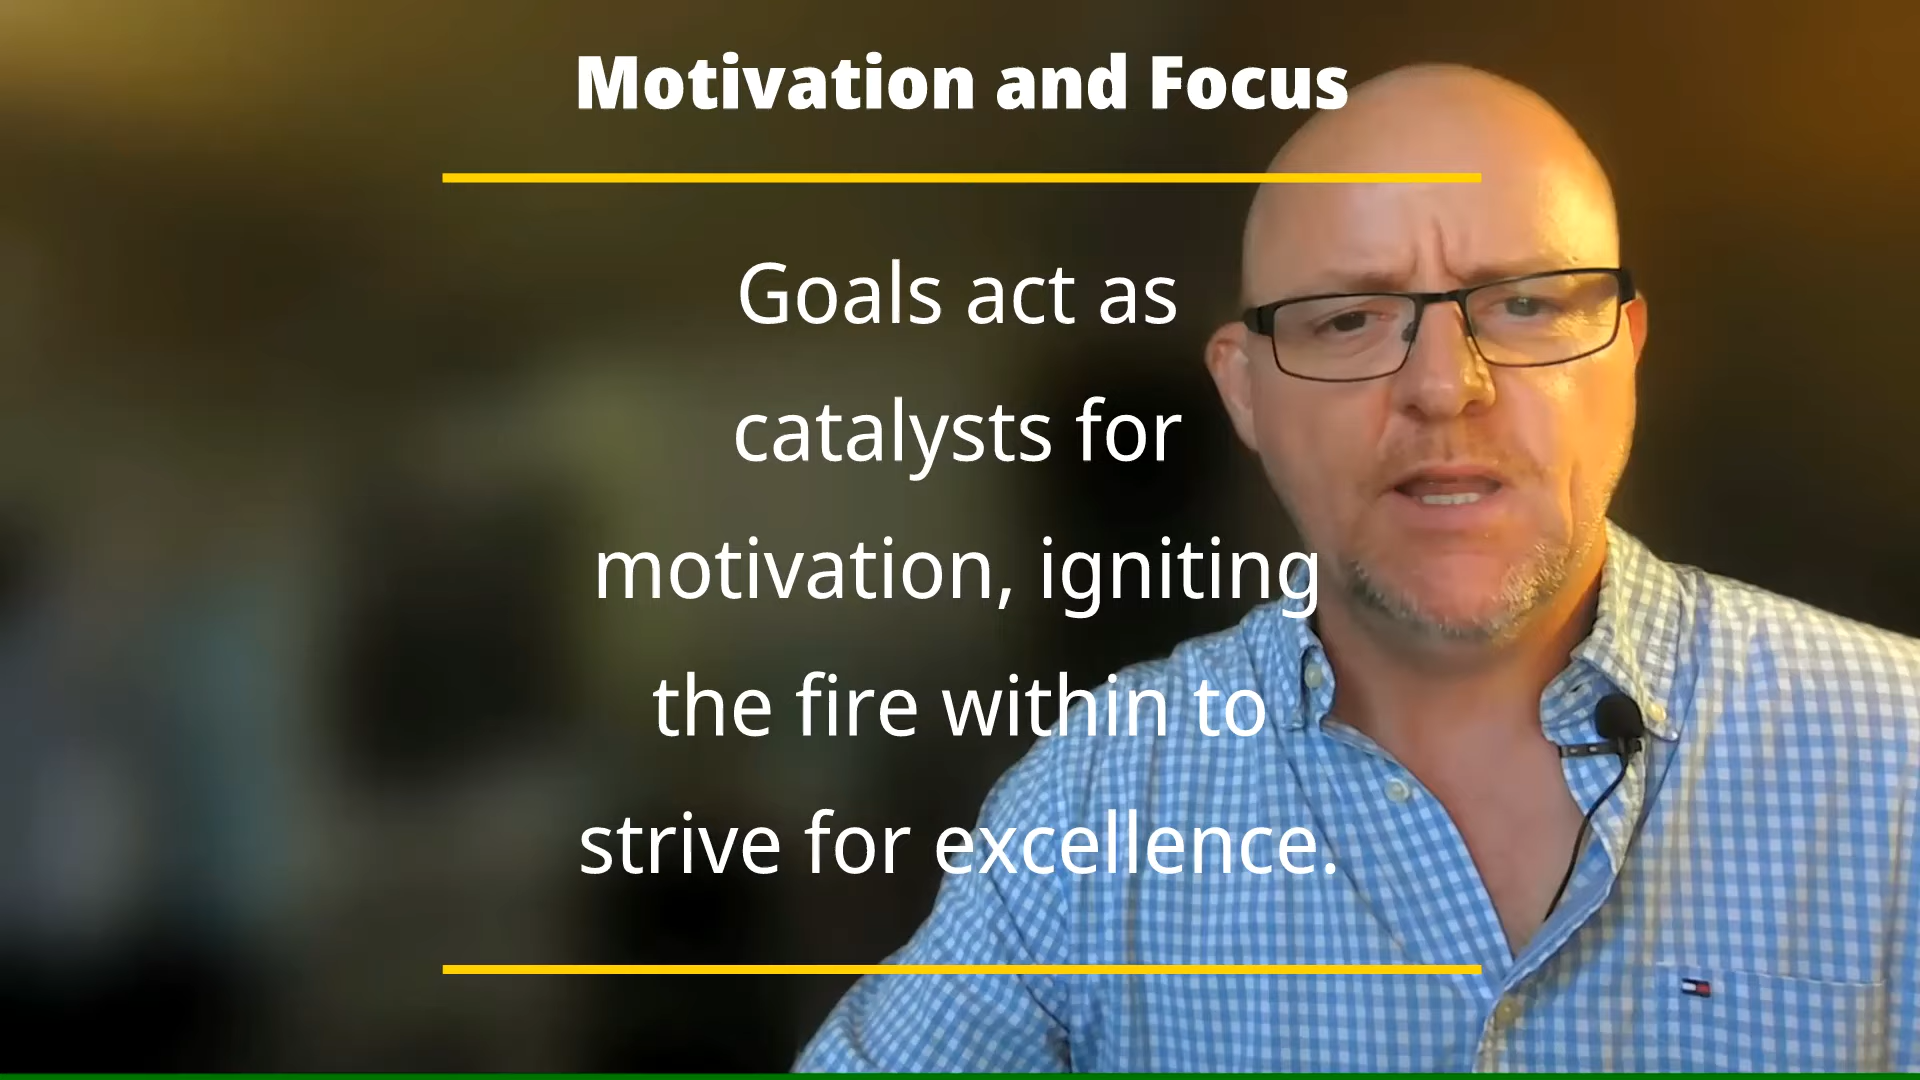 Motivation and Focus
Goals act as
catalysts for
motivation, igniting
the fire within to
strive for excellence.